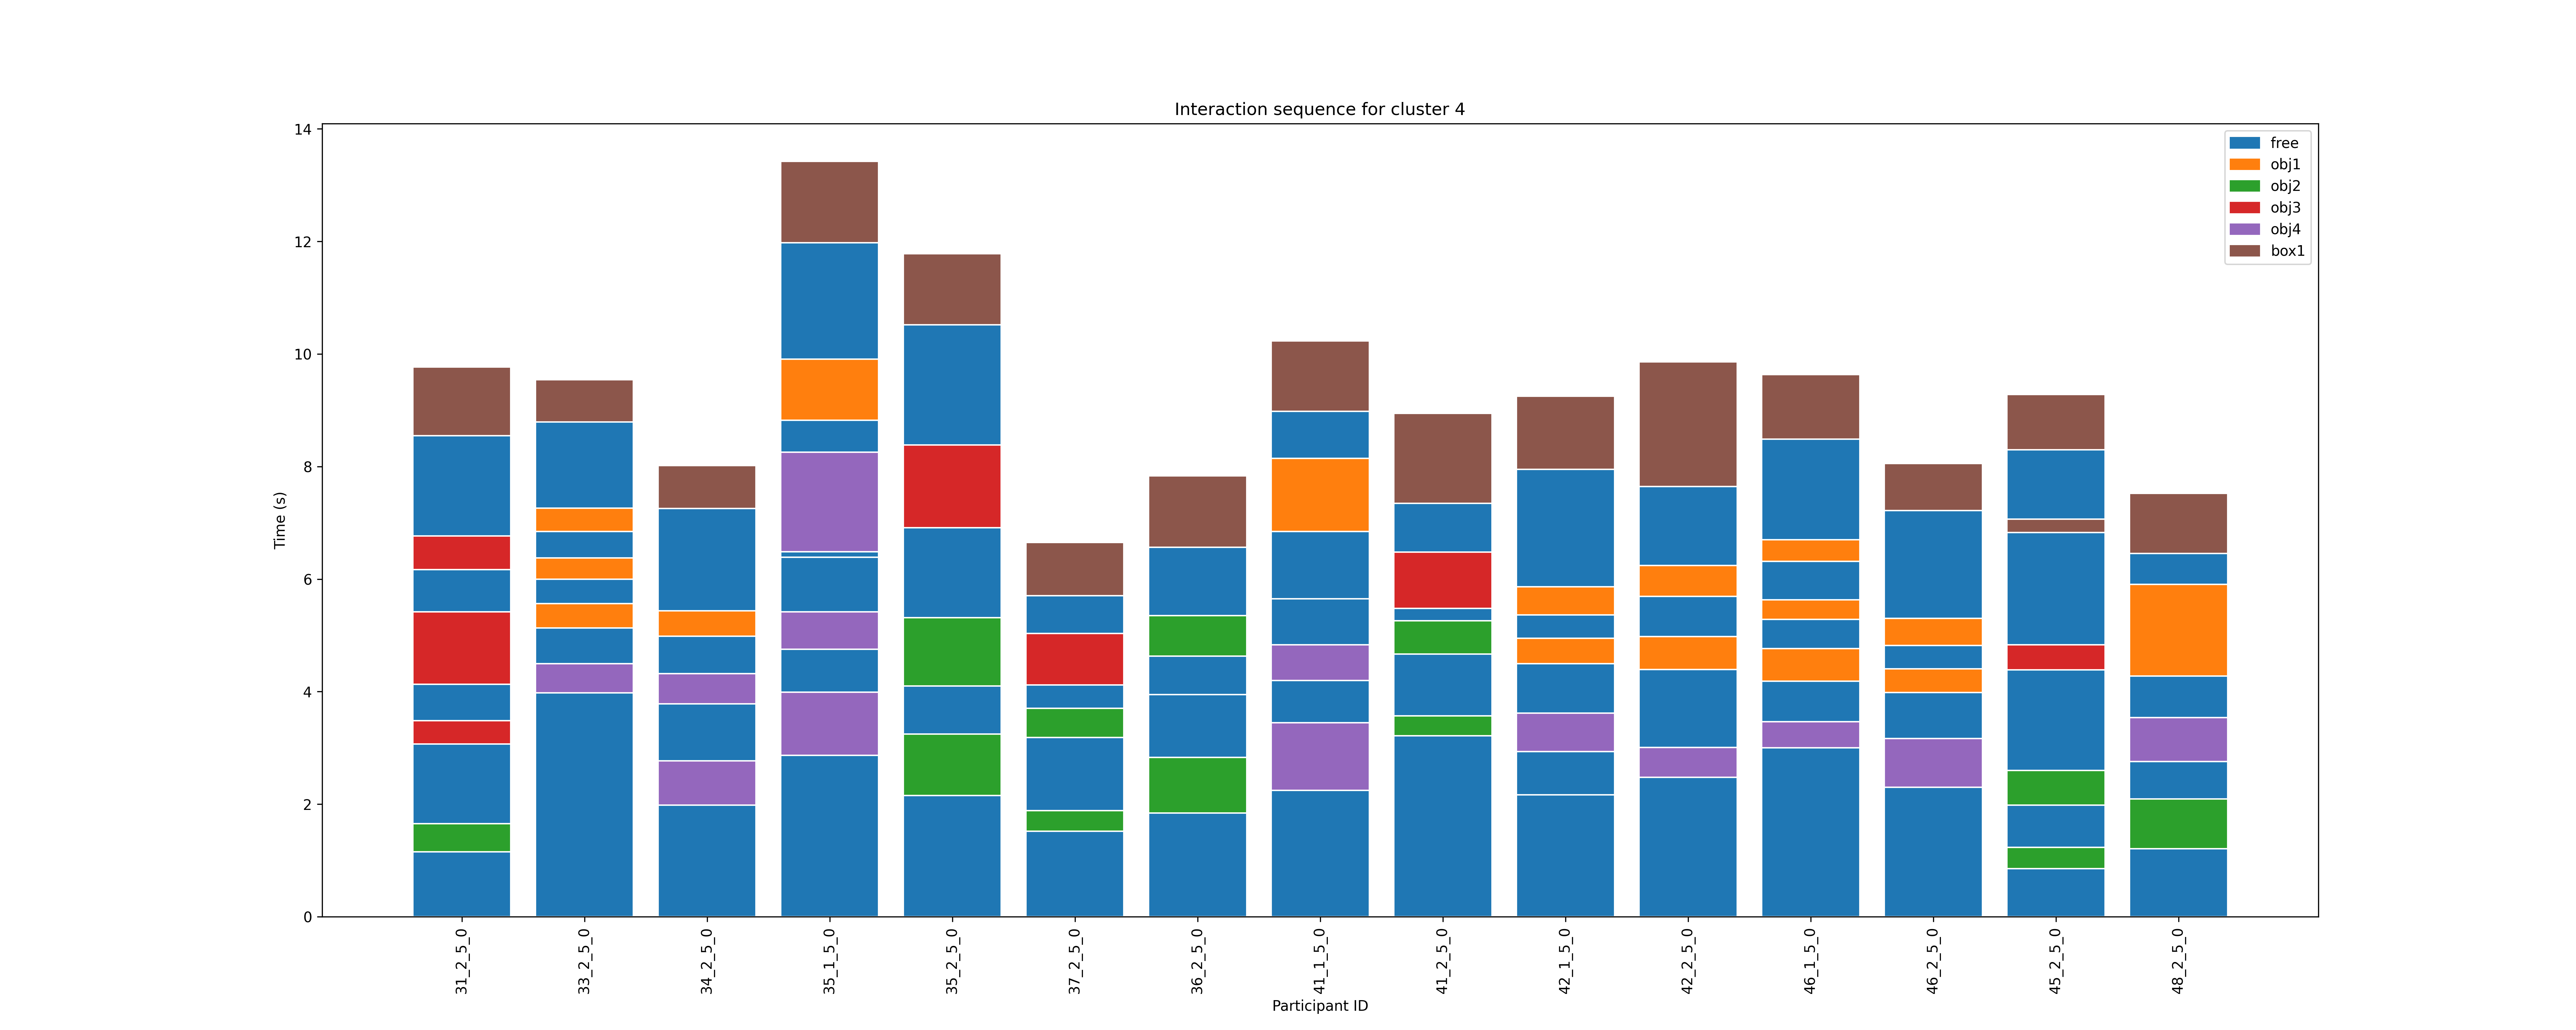 Interaction sequence for cluster 4
14
12
10
8
6
4
2
0
Time (s)
free
obj1
obj2
obj3
obj4
box1
31_2_5_0
33_2_5_0
34_2_5_0
35_1_5_0
35_2_5_0
37_2_5_0
36_2_5_0
41_1_5_0
41_2_5_0
42_1_5_0
42_2_5_0
46_1_5_0
46_2_5_0
45_2_5_0
48_2_5_0
Participant ID